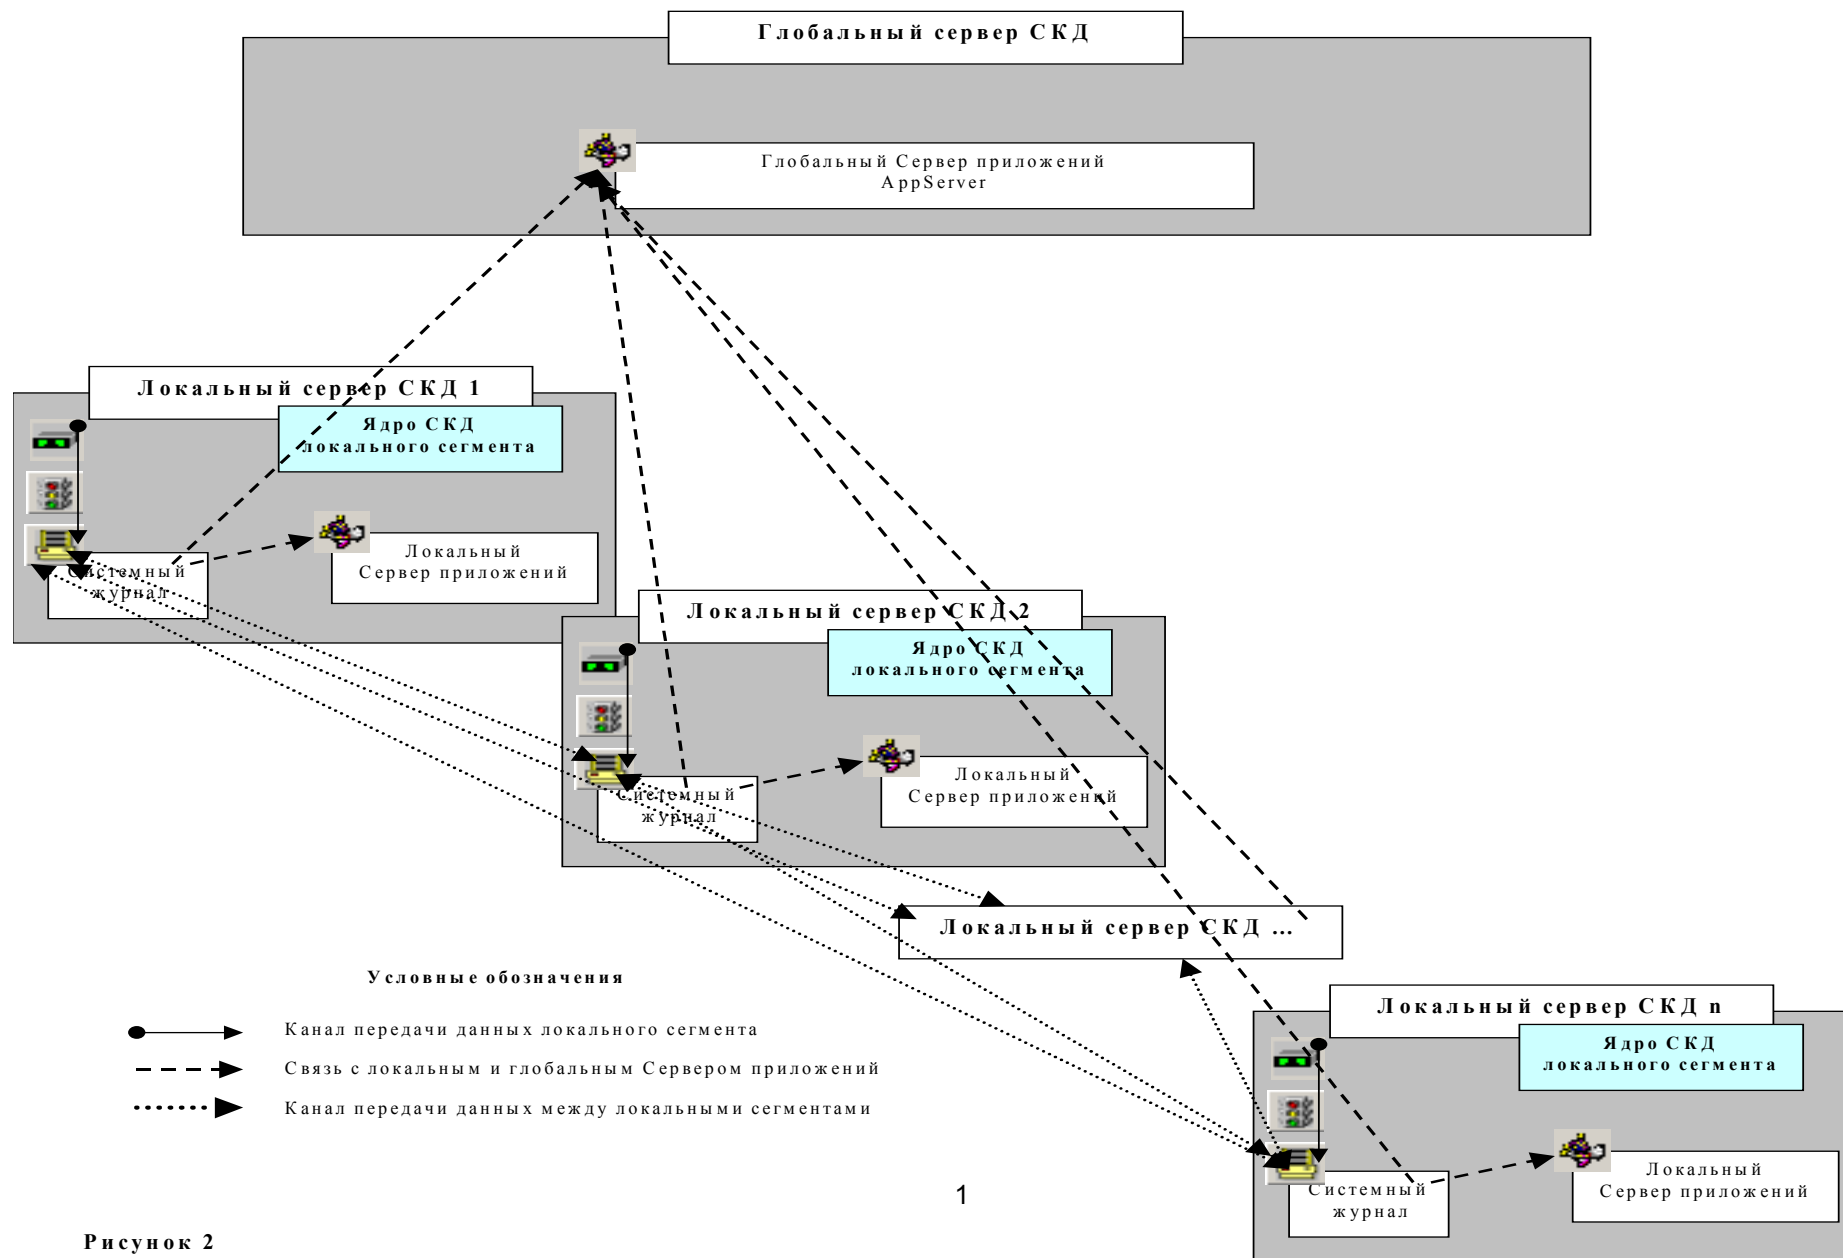 Глобальный сервер СКД
Глобальный Сервер приложений
AppServer
Локальный сервер СКД 1
Ядро СКД
локального сегмента
Локальный
Сервер приложений
Системный
журнал
Локальный сервер СКД 2
Ядро СКД
локального сегмента
Локальный
Сервер приложений
Системный
журнал
Локальный сервер СКД ...
Условные обозначения
Канал передачи данных локального сегмента
Связь с локальным и глобальным Сервером приложений
Канал передачи данных между локальными сегментами
Локальный сервер СКД n
Ядро СКД
локального сегмента
Локальный
Сервер приложений
Системный
журнал
1
Рисунок 2